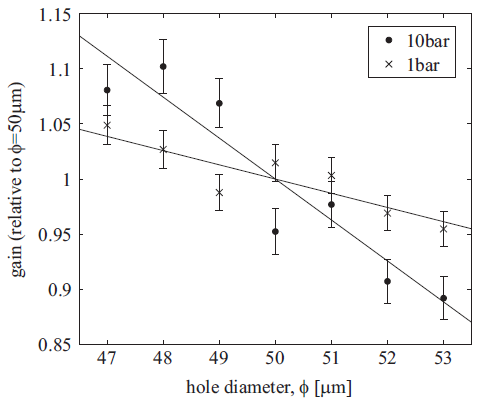 1.15
1.1
1.05
1
0.95
0.9
0.85
gain (relative to ϕ=50μm)
10bar
1bar
47 48 49 50 51 52 53
hole diameter, ϕ [μm]